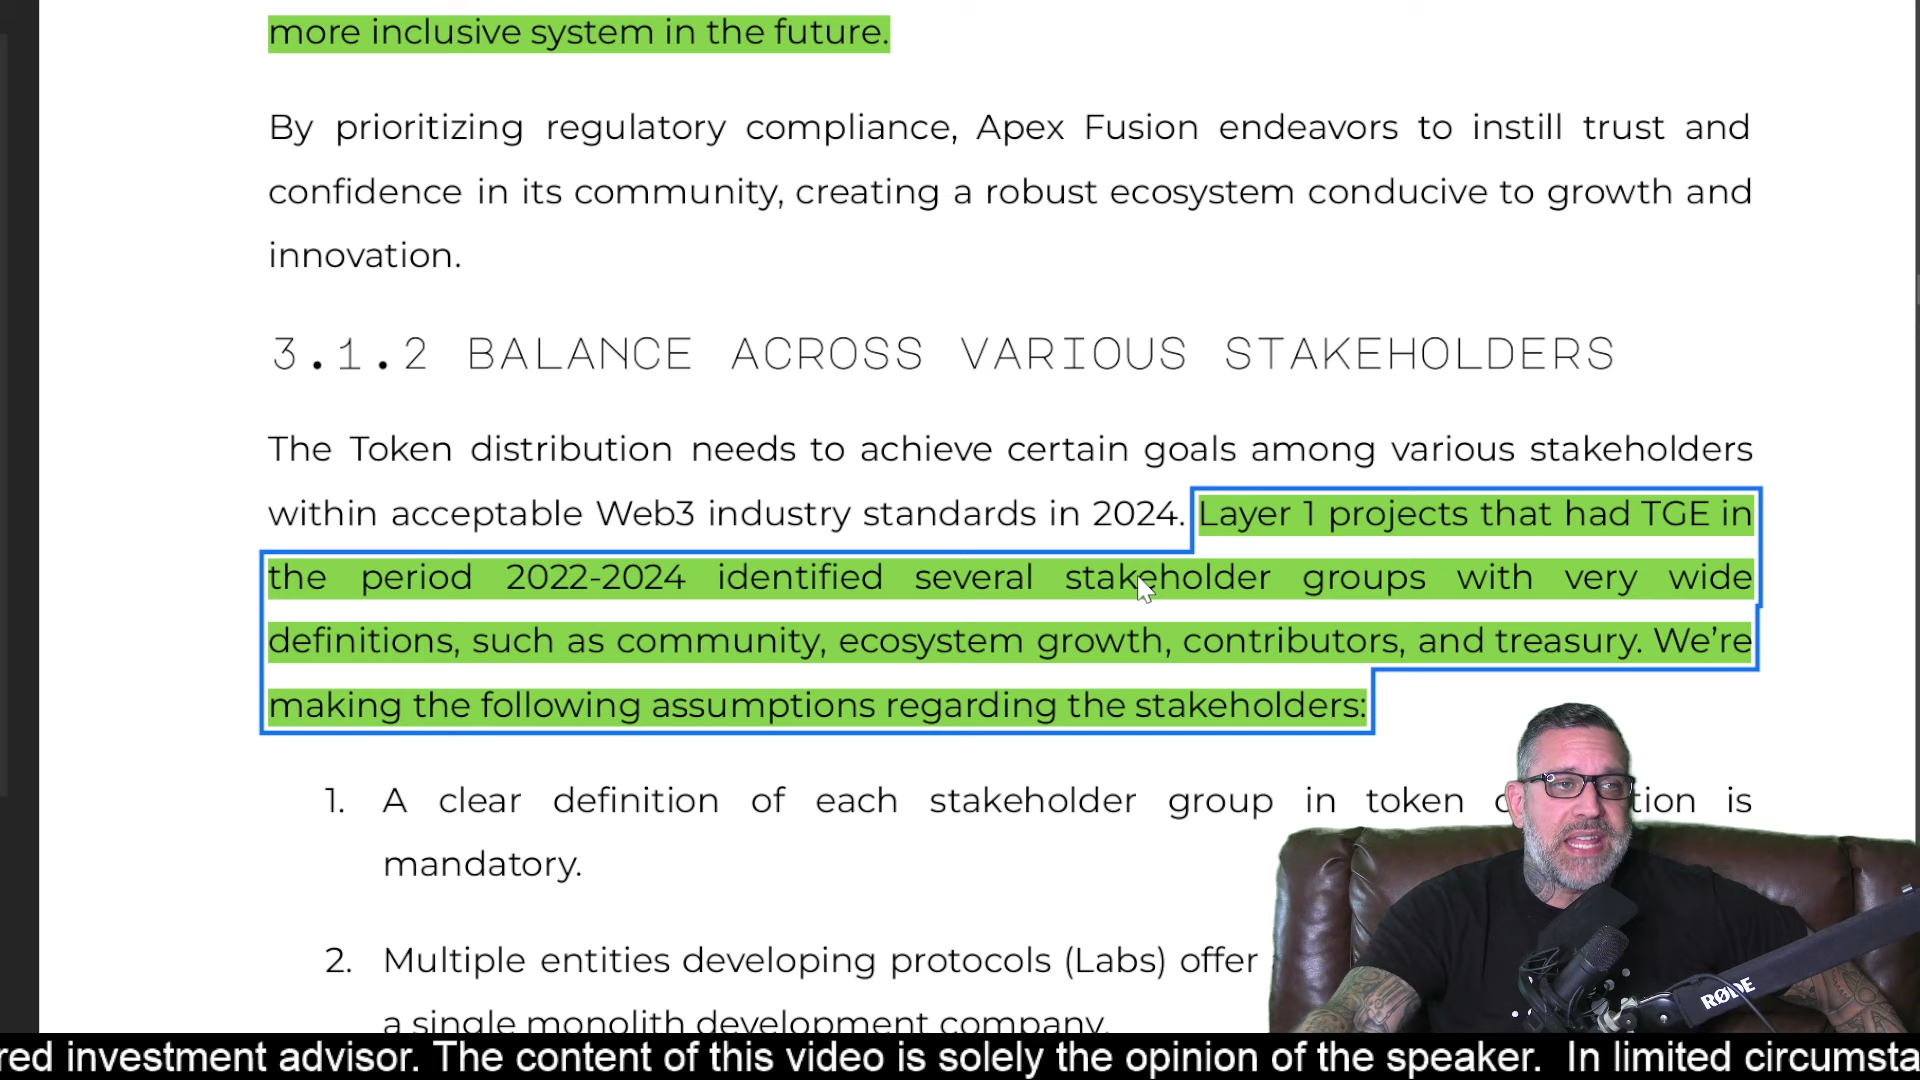 more inclusive system in the future.
By prioritizing regulatory compliance, Apex Fusion endeavors to instill trust and
confidence in its community, creating a robust ecosystem conducive to growth and
innovation.
3.1.2 BALANCE ACROSS VARIOUS STAKEHOLDERS
The Token distribution needs to achieve certain goals among various stakeholders
within acceptable Web3 industry standards in 2024. Layer 1 projects that had TGE in
the period 2022-2024 identified several stakeholder groups with very wide
definitions, such as community, ecosystem growth, contributors, and treasury. We’re
making the following assumptions regarding the stakeholders:
1. A clear definition of each stakeholder group in token is
mandatory.
2. Multiple entities developing protocols (Labs) offer
a single monolith development company.
RØDE
red investment advisor. The content of this video is solely the opinion of the speaker. In limited circumsta